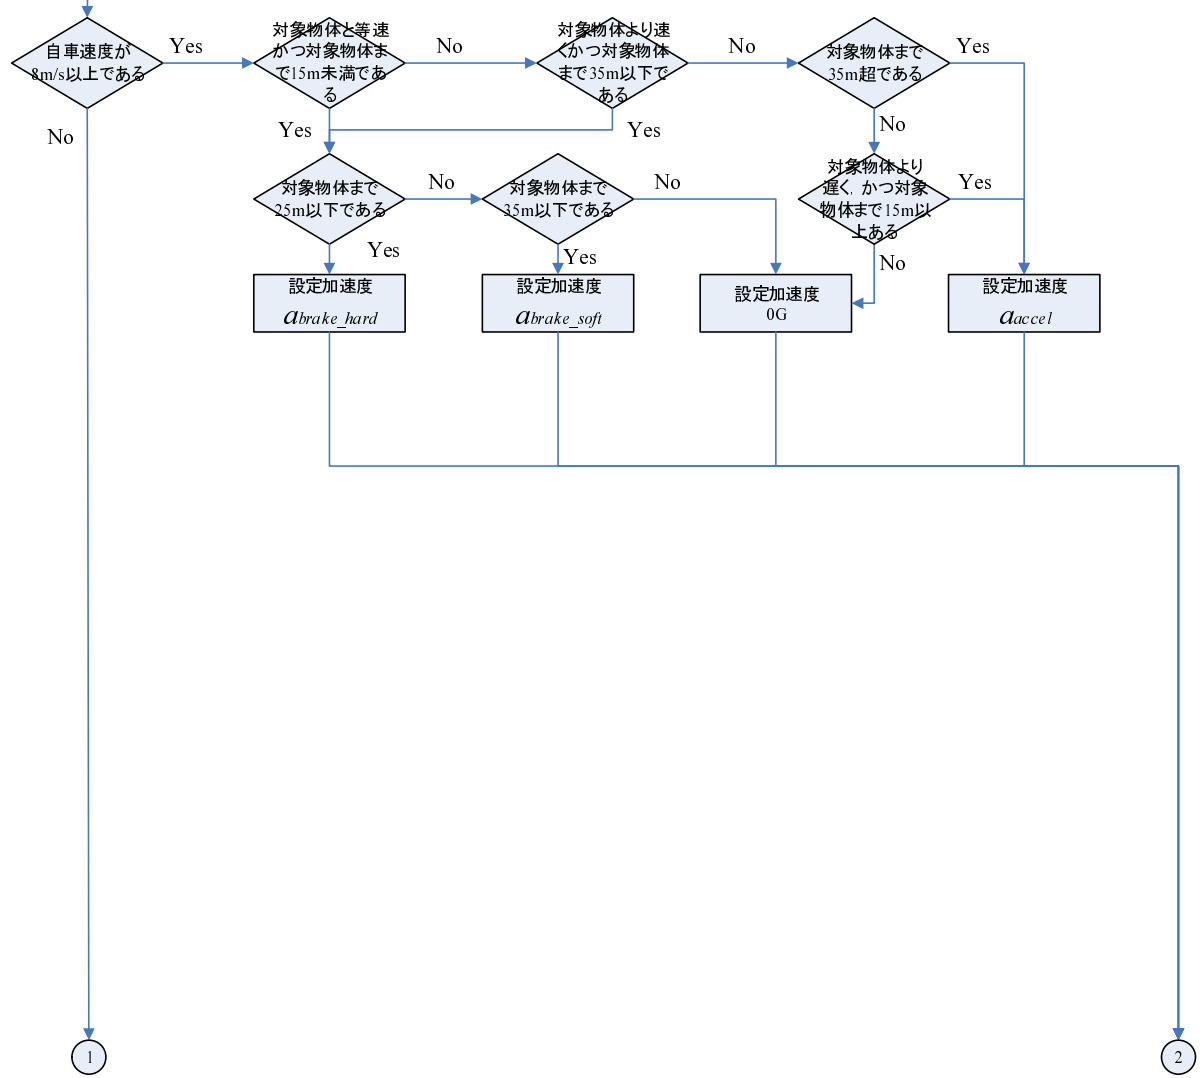 自車速度が
8m/s以上である
Yes
対象物体と等速
かつ対象物体ま
で15m未満であ
る
No
対象物体より速
くかつ対象物体
まで35m以下で
ある
No
対象物体まで
35m超である
Yes
No
Yes
Yes
No
対象物体まで
25m以下である
No
対象物体まで
35m以下である
No
対象物体より
遅く，かつ対象
物体まで15m以
上ある
Yes
Yes
Yes
No
設定加速度
abrake_hard
設定加速度
abrake_soft
設定加速度
0G
設定加速度
aaccel
1
2